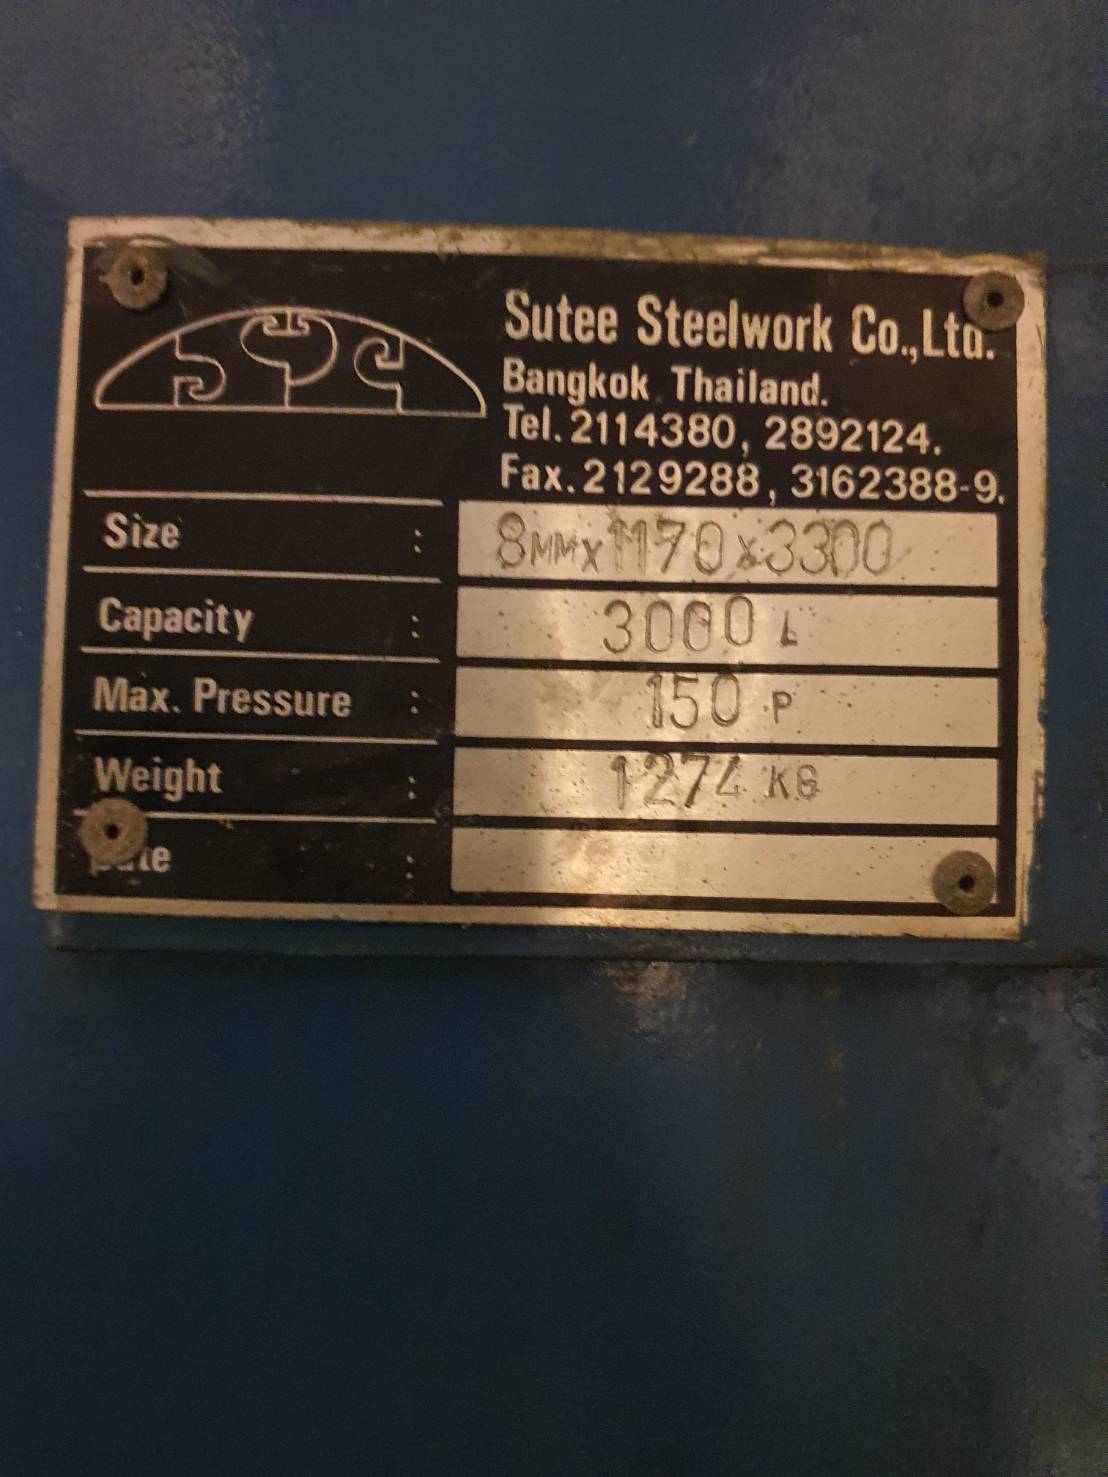 Sutee Steelwork Co.,Ltd.
Bangkok Thailand.
Tel. 2114380, 2892124.
Fax. 2129288, 3162388-9.
Size : 8MMX1170X3300
Capacity : 3000 L
Max. Pressure : 150 P
Weight : 1274 KG
Date :